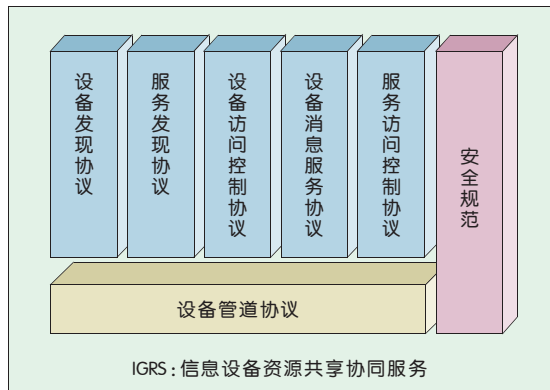 设备发现协议
服务发现协议
设备访问控制协议
设备消息服务协议
服务访问控制协议
安全规范
设备管道协议
IGRS:信息设备资源共享协同服务